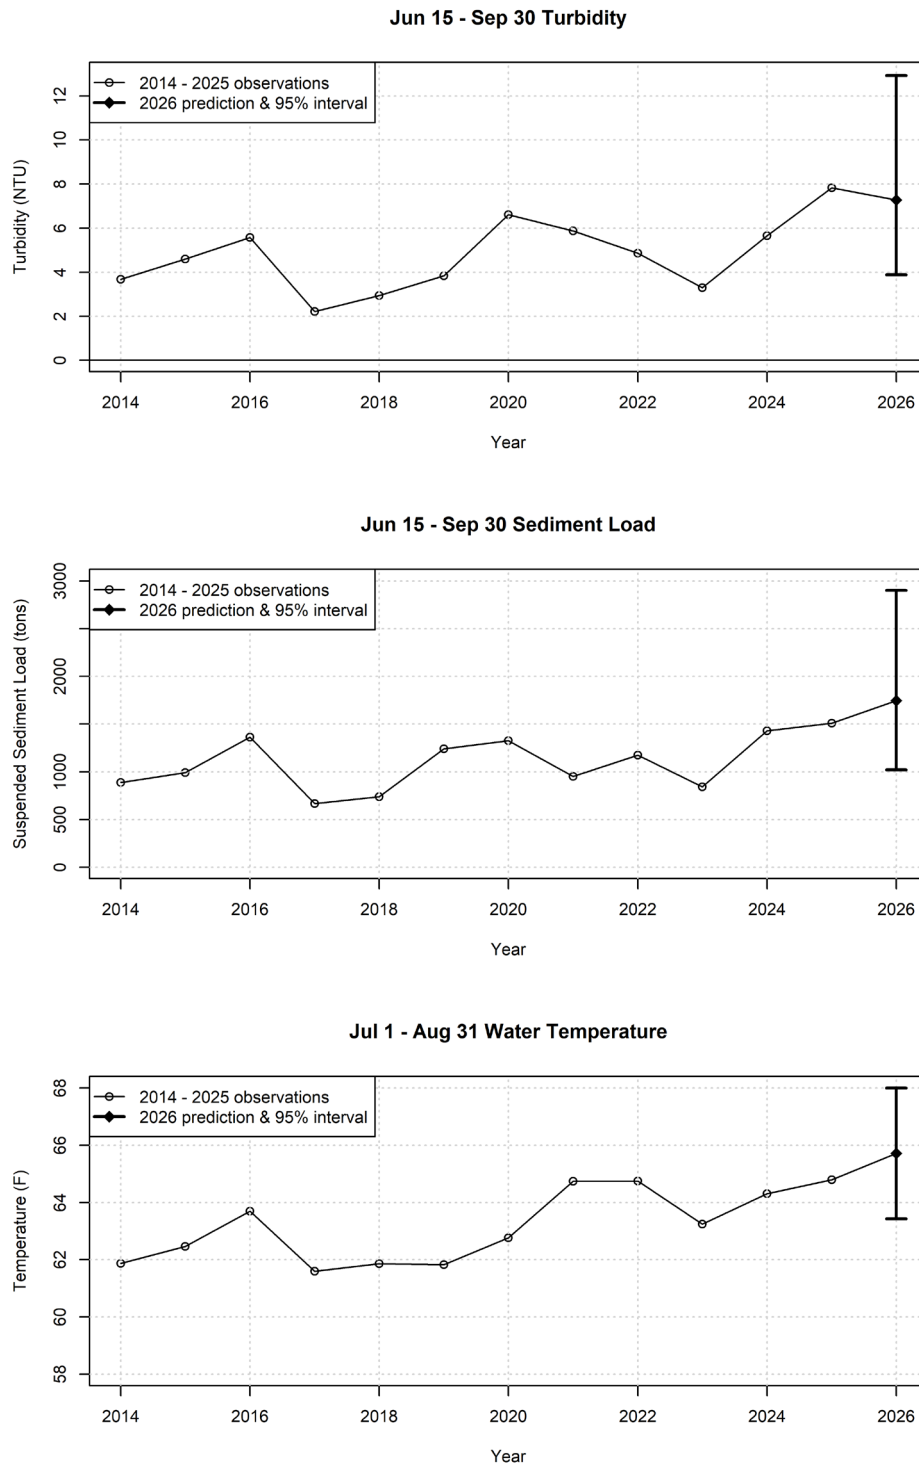 Jun 15 - Sep 30 Turbidity
2014 - 2025 observations
2026 prediction & 95% interval
Turbidity (NTU)
12
10
8
6
4
2
0
2014 2016 2018 2020 2022 2024 2026
Year
Jun 15 - Sep 30 Sediment Load
2014 - 2025 observations
2026 prediction & 95% interval
Suspended Sediment Load (tons)
3000
2000
1000
500
0
2014 2016 2018 2020 2022 2024 2026
Year
Jul 1 - Aug 31 Water Temperature
2014 - 2025 observations
2026 prediction & 95% interval
Temperature (F)
68
66
64
62
60
58
2014 2016 2018 2020 2022 2024 2026
Year